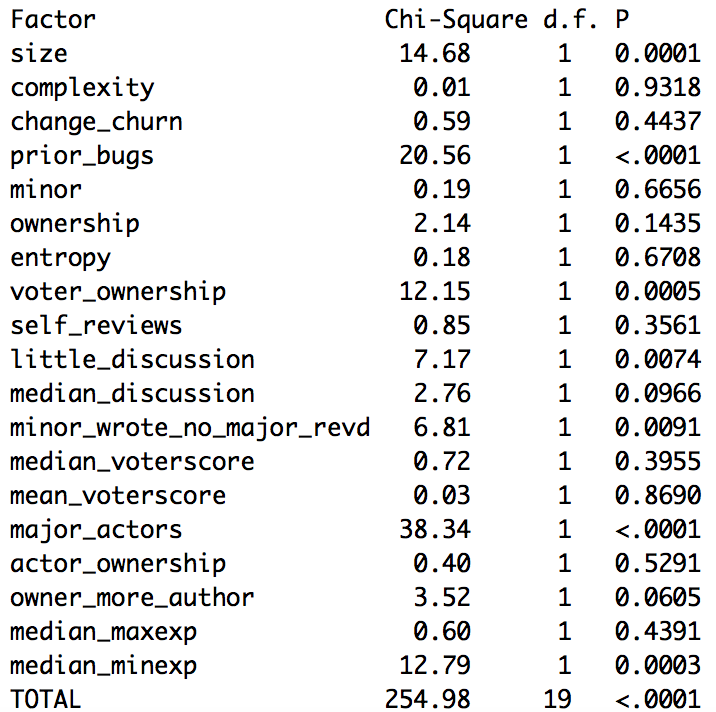 Factor Chi-Square d.f. P
size 14.68 1 0.0001
complexity 0.01 1 0.9318
change_churn 0.59 1 0.4437
prior_bugs 20.56 1 <.0001
minor 0.19 1 0.6656
ownership 2.14 1 0.1435
entropy 0.18 1 0.6708
voter_ownership 12.15 1 0.0005
self_reviews 0.85 1 0.3561
little_discussion 7.17 1 0.0074
median_discussion 2.76 1 0.0966
minor_wrote_no_major_revd 6.81 1 0.0091
median_voterscore 0.72 1 0.3955
mean_voterscore 0.03 1 0.8690
major_actors 38.34 1 <.0001
actor_ownership 0.40 1 0.5291
owner_more_author 3.52 1 0.0605
median_maxexp 0.60 1 0.4391
median_minexp 12.79 1 0.0003
TOTAL 254.98 19 <.0001